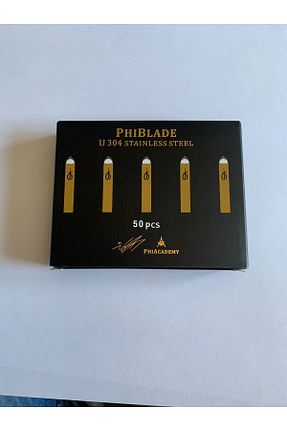 PHIBLADE
U 304 STAINLESS STEEL
50 pcs
PHIACADEMY